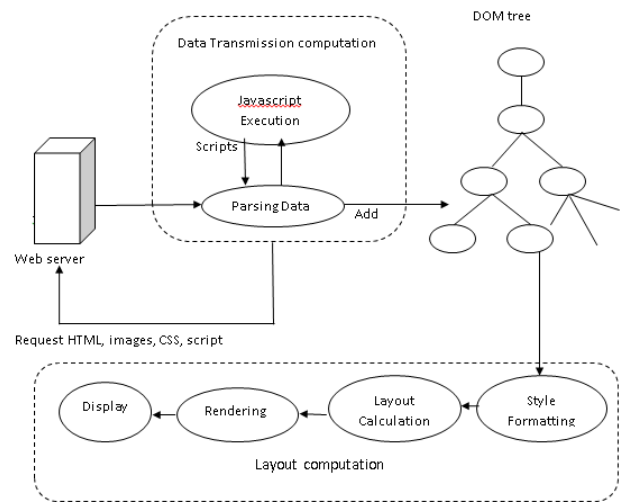 DOM tree
Data Transmission computation
Javascript
Execution
Scripts
Parsing Data
Add
Web server
Request HTML, images, CSS, script
Display
Rendering
Layout
Calculation
Style
Formatting
Layout computation